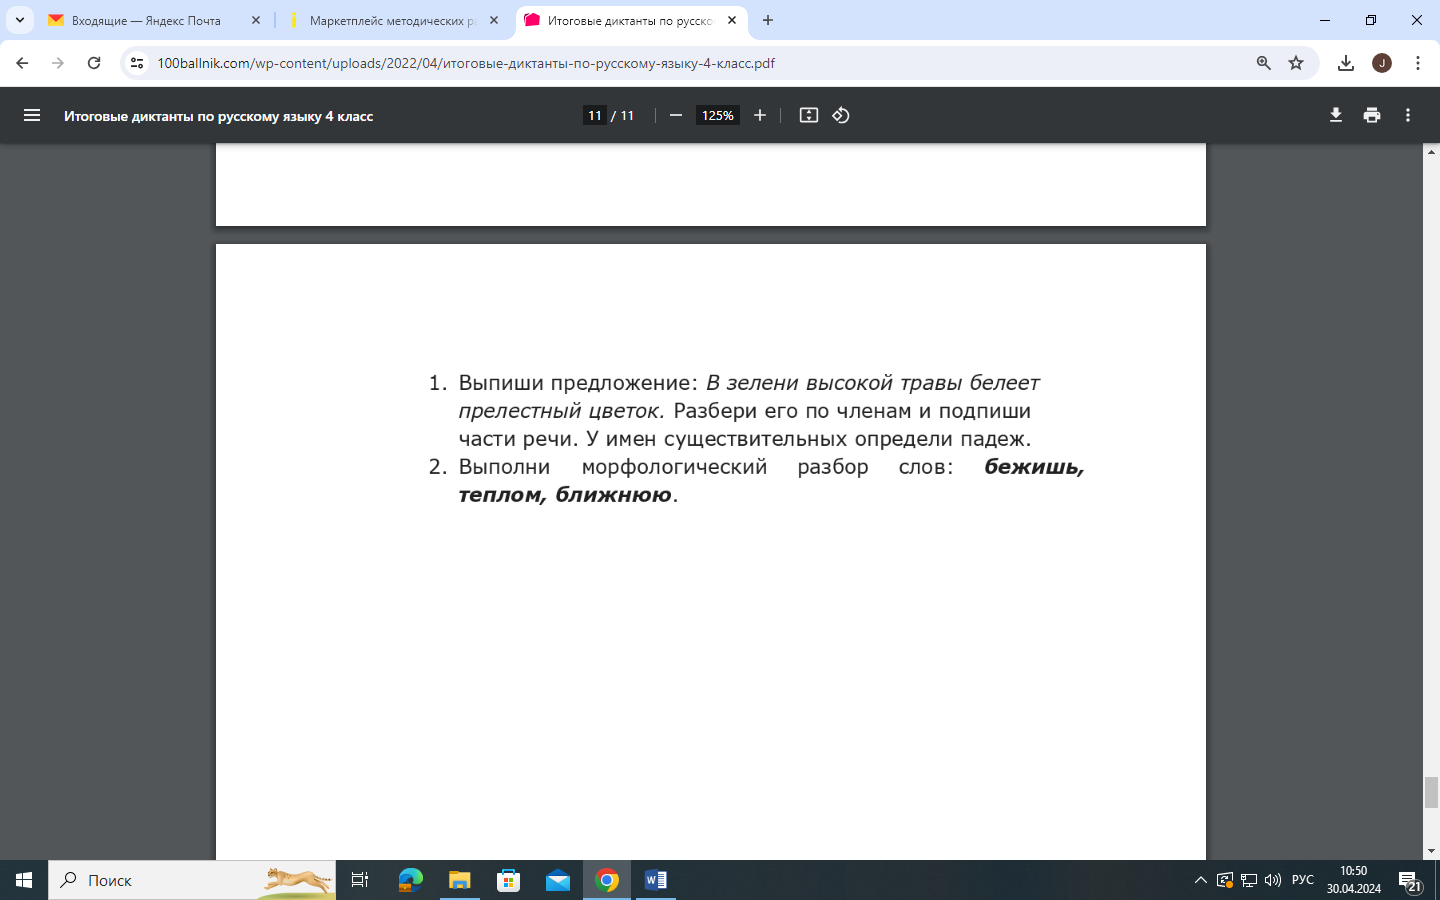 Входящие — Яндекс Почта
Маркетплейс методических р
Итоговые диктанты по русско
100ballnik.com/wp-content/uploads/2022/04/итоговые-диктанты-по-русскому-языку-4-класс.pdf
J
Итоговые диктанты по русскому языку 4 класс
11 / 11
125%
1. Выпиши предложение: В зелени высокой травы белеет
прелестный цветок. Разбери его по членам и подпиши
части речи. У имен существительных определи падеж.
2. Выполни морфологический разбор слов: бежишь,
теплом, ближнюю.
Поиск
РУС
10:50
30.04.2024
21